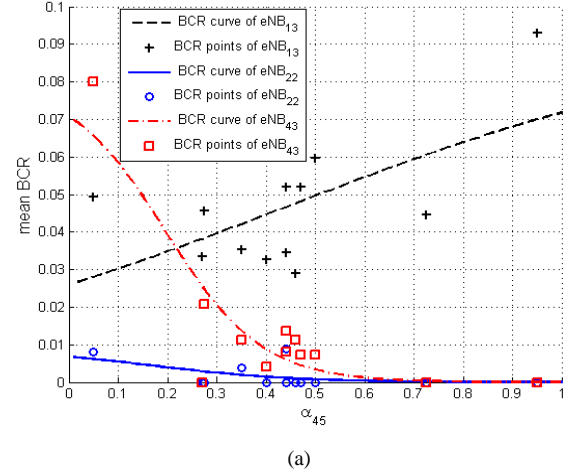 0.1
0.09
0.08
0.07
0.06
0.05
0.04
0.03
0.02
0.01
0
mean BCR
BCR curve of eNB13
BCR points of eNB13
BCR curve of eNB22
BCR points of eNB22
BCR curve of eNB43
BCR points of eNB43
0 0.1 0.2 0.3 0.4 0.5 0.6 0.7 0.8 0.9 1
α45
(a)